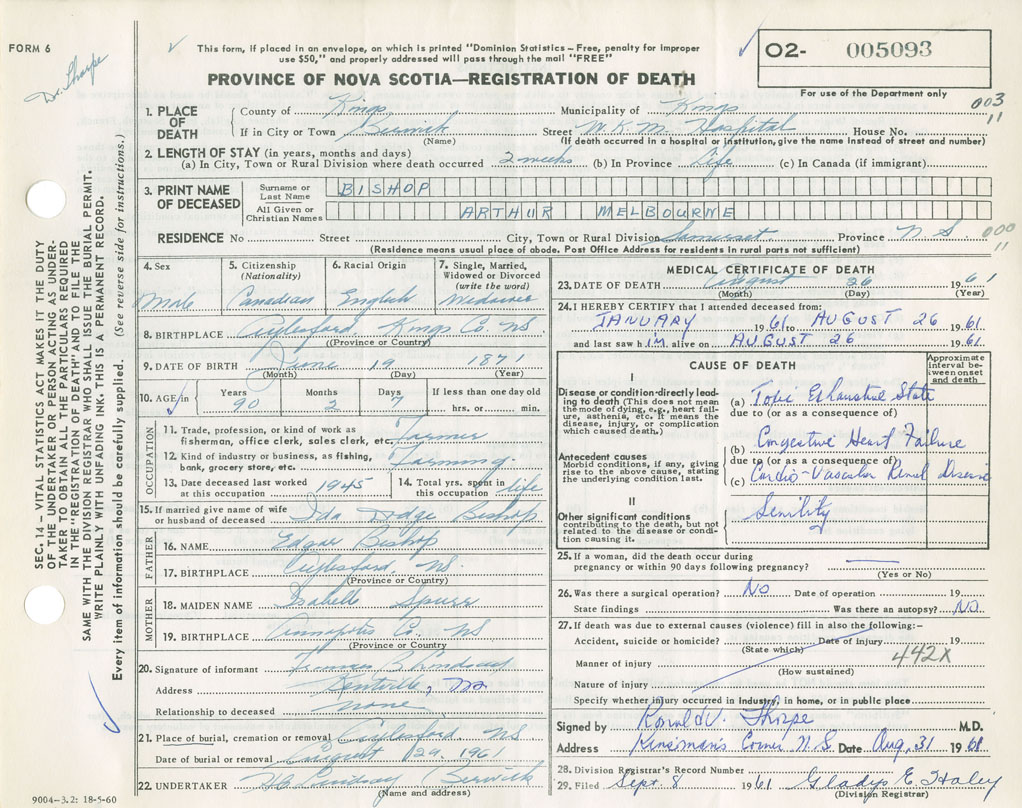 FORM 6
Dr. Thorpe
This form, if placed in an envelope, on which is printed "Dominion Statistics – Free, penalty for improper
use $50," and properly addressed will pass through the mail "FREE"
PROVINCE OF NOVA SCOTIA—REGISTRATION OF DEATH
O2- 005093
For use of the Department only
003
11
1. PLACE OF DEATH
County of Kings Municipality of Kings
If in City or Town Berwick Street W.K.M. Hospital House No.
(Name) (If death occurred in a hospital or institution, give the name instead of street and number)
2. LENGTH OF STAY (in years, months and days)
(a) In City, Town or Rural Division where death occurred 2 weeks (b) In Province life (c) In Canada (if immigrant)
3. PRINT NAME OF DECEASED
Surname or Last Name BISHOP
All Given or Christian Names ARTHUR MELBOURNE
RESIDENCE No Street City, Town or Rural Division Somerset Province N S
000
11
(Residence means usual place of abode. Post Office Address for residents in rural parts not sufficient)
4. Sex Male
5. Citizenship (Nationality) Canadian
6. Racial Origin English
7. Single, Married, Widowed or Divorced (write the word) Widower
8. BIRTHPLACE Aylesford Kings Co. NS
(Province or Country)
9. DATE OF BIRTH June 19 1871
(Month) (Day) (Year)
10. AGE in Years 90 Months 2 Days 7 If less than one day old hrs. or min.
OCCUPATION
11. Trade, profession, or kind of work as
fisherman, office clerk, sales clerk, etc. Farmer
12. Kind of industry or business, as fishing,
bank, grocery store, etc. Farming
13. Date deceased last worked at this occupation 1945
14. Total yrs. spent in this occupation life
15. If married give name of wife or husband of deceased Ida Dodge Bishop
FATHER
16. NAME Edgar Bishop
17. BIRTHPLACE Aylesford, NS.
(Province or Country)
MOTHER
18. MAIDEN NAME Isabelle Spurr
19. BIRTHPLACE Annapolis Co. NS
(Province or Country
20. Signature of informant
Address Kentville, NS
Relationship to deceased none
21. Place of burial, cremation or removal Aylesford, NS
Date of burial or removal August 29, 1961
22. UNDERTAKER Lindsay Berwick
(Name and address)
MEDICAL CERTIFICATE OF DEATH
23. DATE OF DEATH August 26 1961
(Month) (Day) (Year)
24. I HEREBY CERTIFY that I attended deceased from:
JANUARY 1961 to AUGUST 26 1961.
and last saw him alive on AUGUST 26 1961.
CAUSE OF DEATH
Approximate interval between onset and death
I
Disease or condition directly leading to death (This does not mean the mode of dying, e.g., heart failure, asthenia, etc. It means the disease, injury, or complication which caused death.)
(a) Toxic Exhaustive State
due to (or as a consequence of)
(b) Congestive Heart Failure
Antecedent causes
Morbid conditions, if any, giving rise to the above cause, stating the underlying condition last.
due to (or as a consequence of)
(c) Cardio-Vascular Renal Disease
II
Other significant conditions
contributing to the death, but not related to the disease or condition causing it.
Senility
25. If a woman, did the death occur during
pregnancy or within 90 days following pregnancy?
(Yes or No)
26. Was there a surgical operation? NO Date of operation 19
State findings Was there an autopsy? NO.
27. If death was due to external causes (violence) fill in also the following:-
Accident, suicide or homicide? Date of injury 19
(State which)
442X
Manner of injury
(How sustained)
Nature of injury
Specify whether injury occurred in industry, in home, or in public place
Signed by Ronald V. Thorpe M.D.
Address Kinsman's Corner N.S. Date Aug, 31 1961
28. Division Registrar's Record Number
29. Filed Sept. 8 1961 Gladys E. Haley
(Division Registrar)
SEC. 14 – VITAL STATISTICS ACT MAKES IT THE DUTY
OF THE UNDERTAKER OR PERSON ACTING AS UNDER-
TAKER TO OBTAIN ALL THE PARTICULARS REQUIRED
IN THE "REGISTRATION OF DEATH" AND TO FILE THE
SAME WITH THE DIVISION REGISTRAR WHO SHALL ISSUE THE BURIAL PERMIT.
WRITE PLAINLY WITH UNFADING INK. THIS IS A PERMANENT RECORD.
Every item of information should be carefully supplied. (See reverse side for instructions.)
9004–3.2: 18-5-60